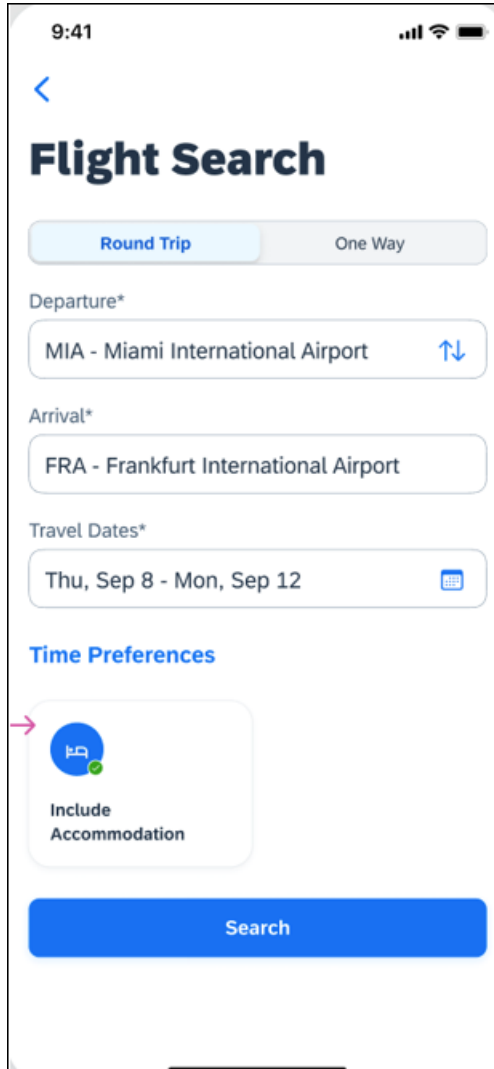 9:41
Flight Search
Round Trip
One Way
Departure*
MIA - Miami International Airport
Arrival*
FRA - Frankfurt International Airport
Travel Dates*
Thu, Sep 8 - Mon, Sep 12
Time Preferences
Include
Accommodation
Search